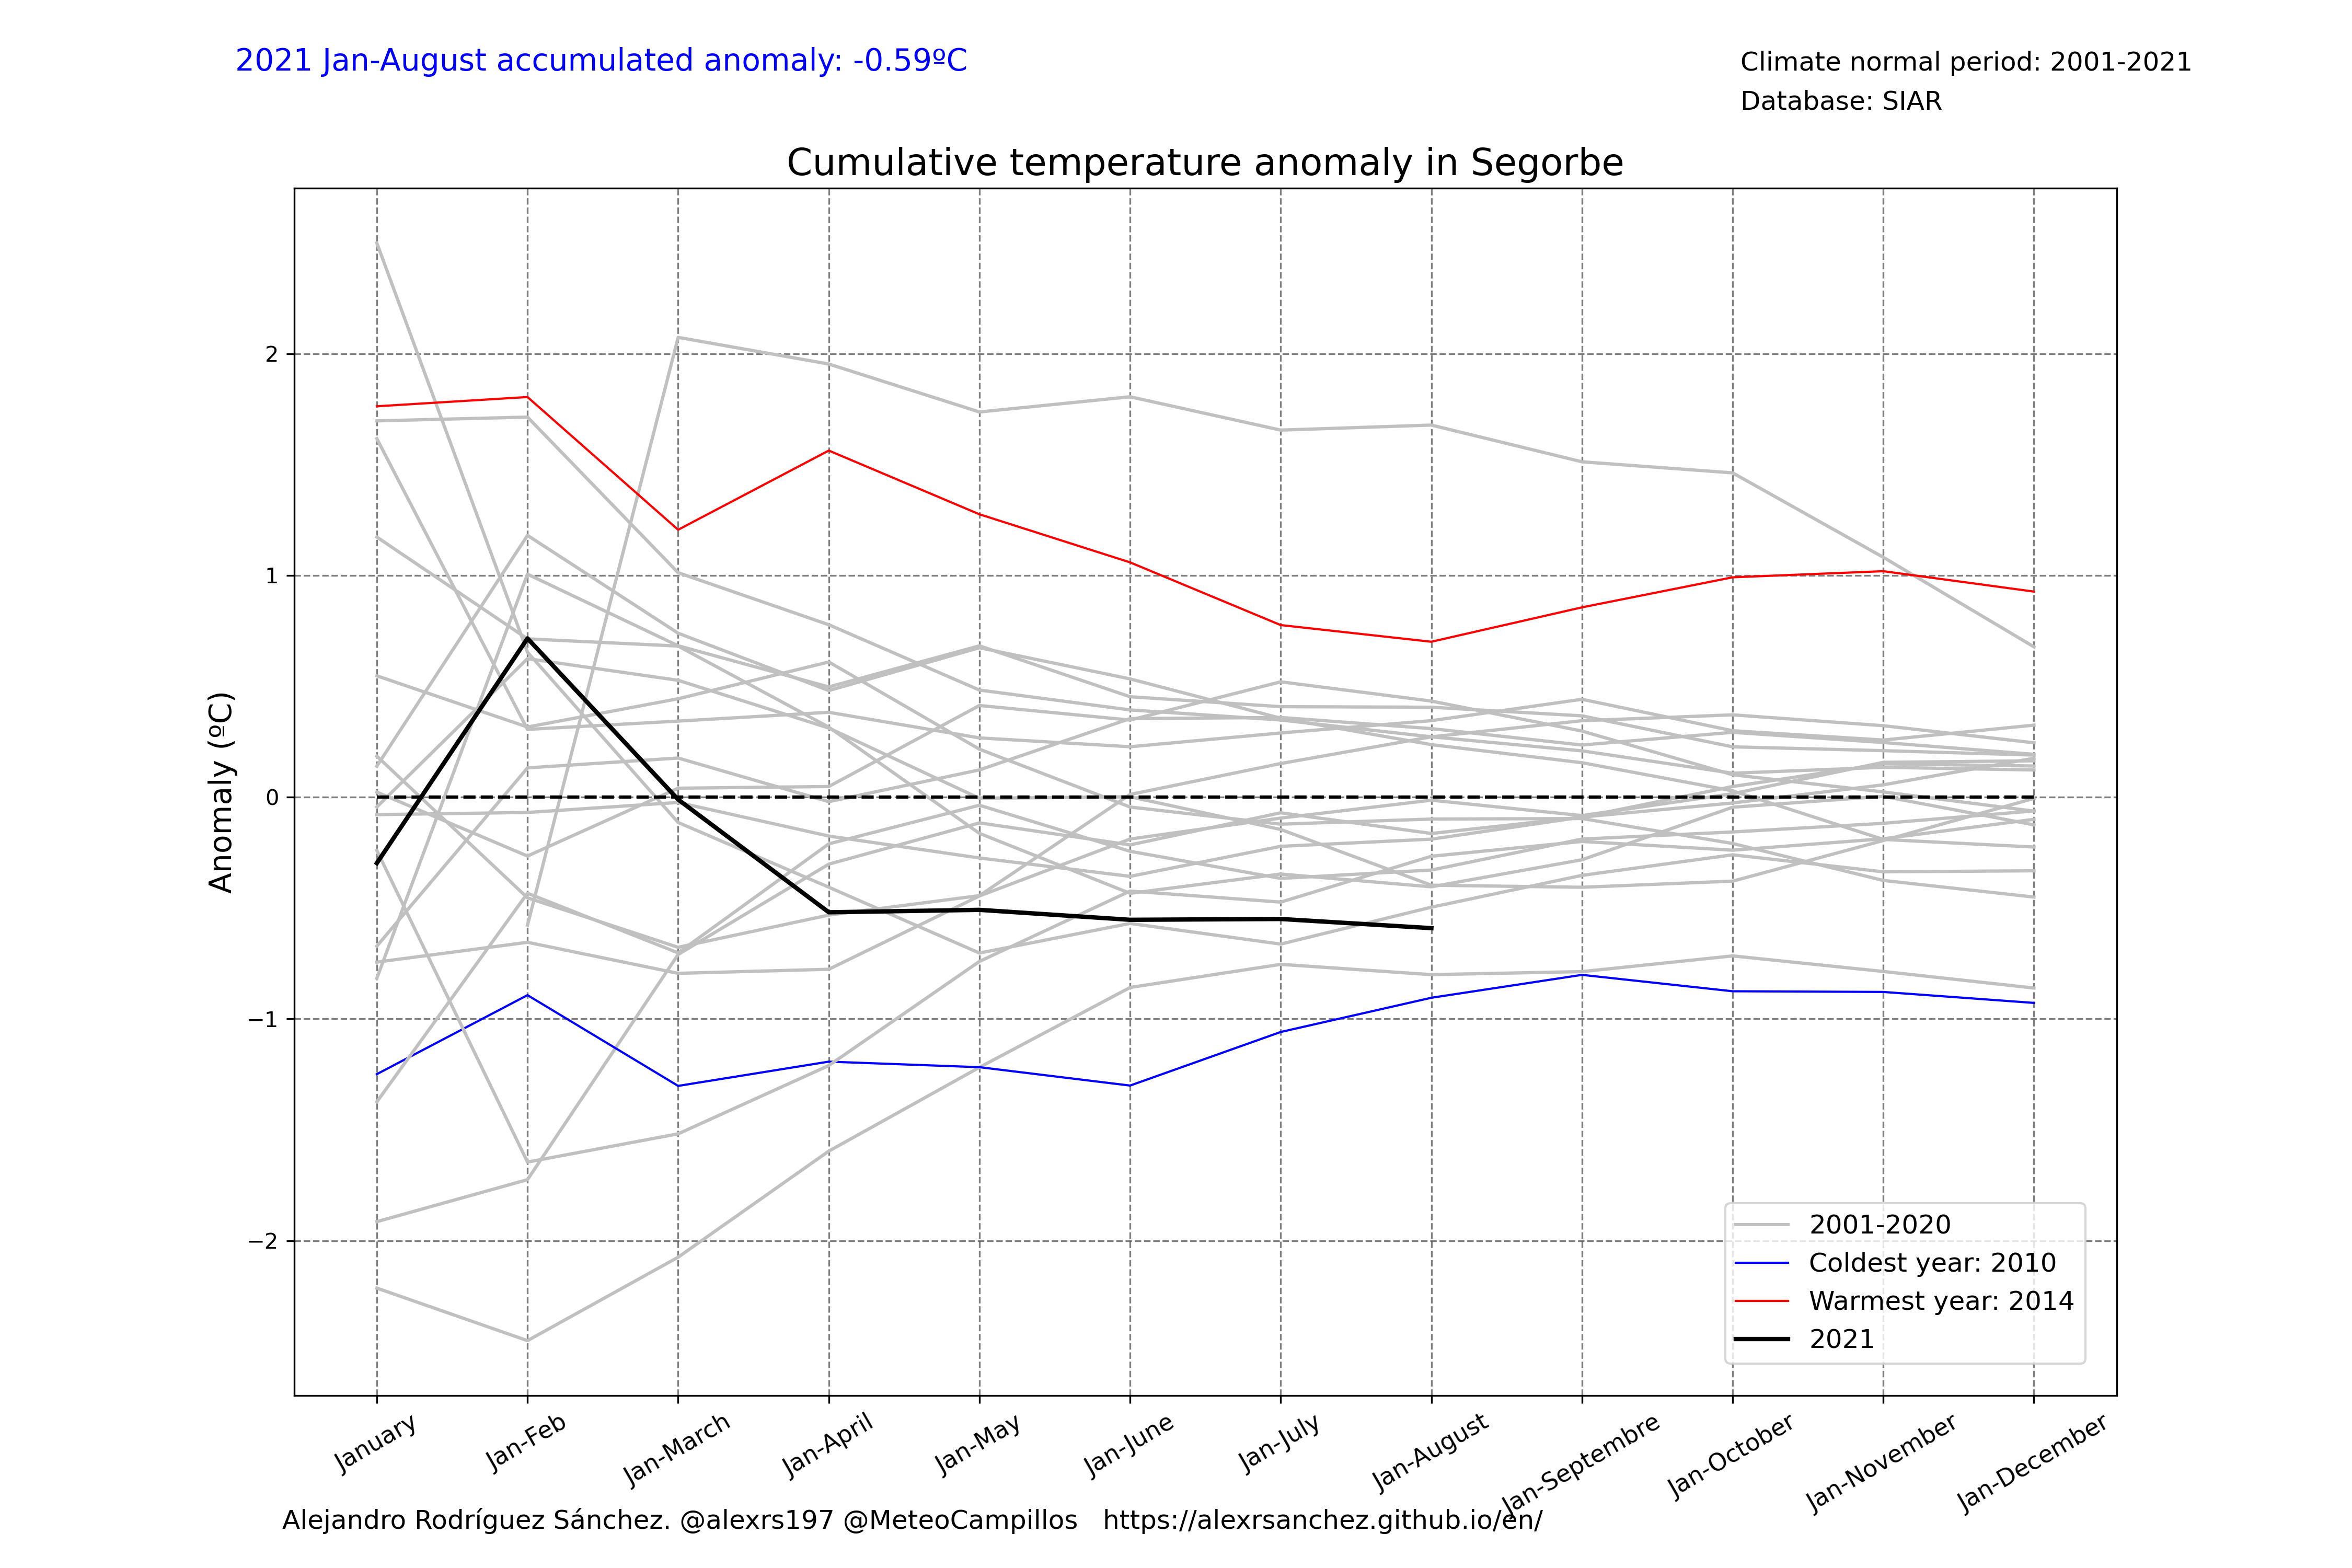 2021 Jan-August accumulated anomaly: -0.59ºC
Climate normal period: 2001-2021
Database: SIAR
Cumulative temperature anomaly in Segorbe
Anomaly (ºC)
2
1
0
−1
−2
January
Jan-Feb
Jan-March
Jan-April
Jan-May
Jan-June
Jan-July
Jan-August
Jan-Septembre
Jan-October
Jan-November
Jan-December
2001-2020
Coldest year: 2010
Warmest year: 2014
2021
Alejandro Rodríguez Sánchez. @alexrs197 @MeteoCampillos   https://alexrsanchez.github.io/en/